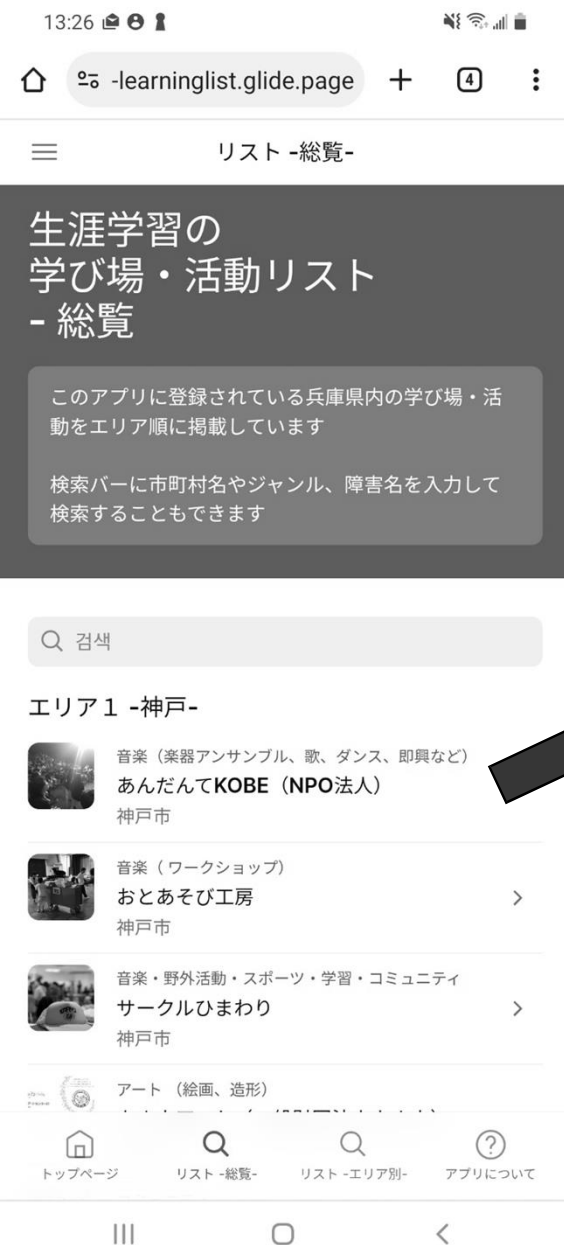 13:26
-learninglist.glide.page
4
リスト -総覧-
生涯学習の
学び場・活動リスト
- 総覧
このアプリに登録されている兵庫県内の学び場・活
動をエリア順に掲載しています
検索バーに市町村名やジャンル、障害名を入力して
検索することもできます
검색
エリア１ -神戸-
音楽（楽器アンサンブル、歌、ダンス、即興など）
あんだんてKOBE（NPO法人）
神戸市
音楽（ ワークショップ）
おとあそび工房
神戸市
音楽・野外活動・スポーツ・学習・コミュニティ
サークルひまわり
神戸市
アート （絵画、造形）
トップページ
リスト -総覧-
リスト -エリア別-
アプリについて